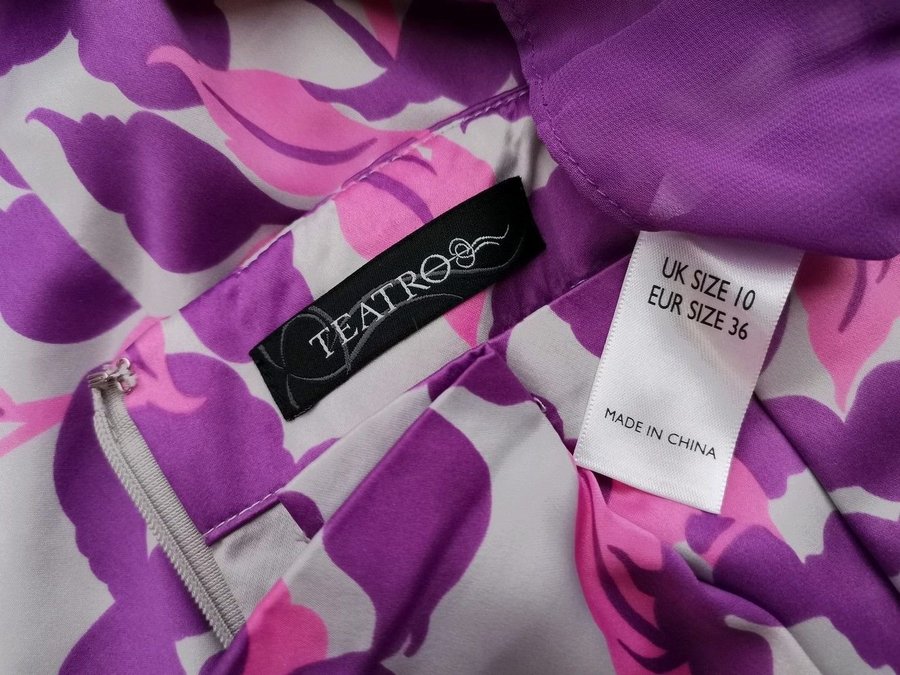 TEATRO
UK SIZE 10
EUR SIZE 36
MADE IN CHINA